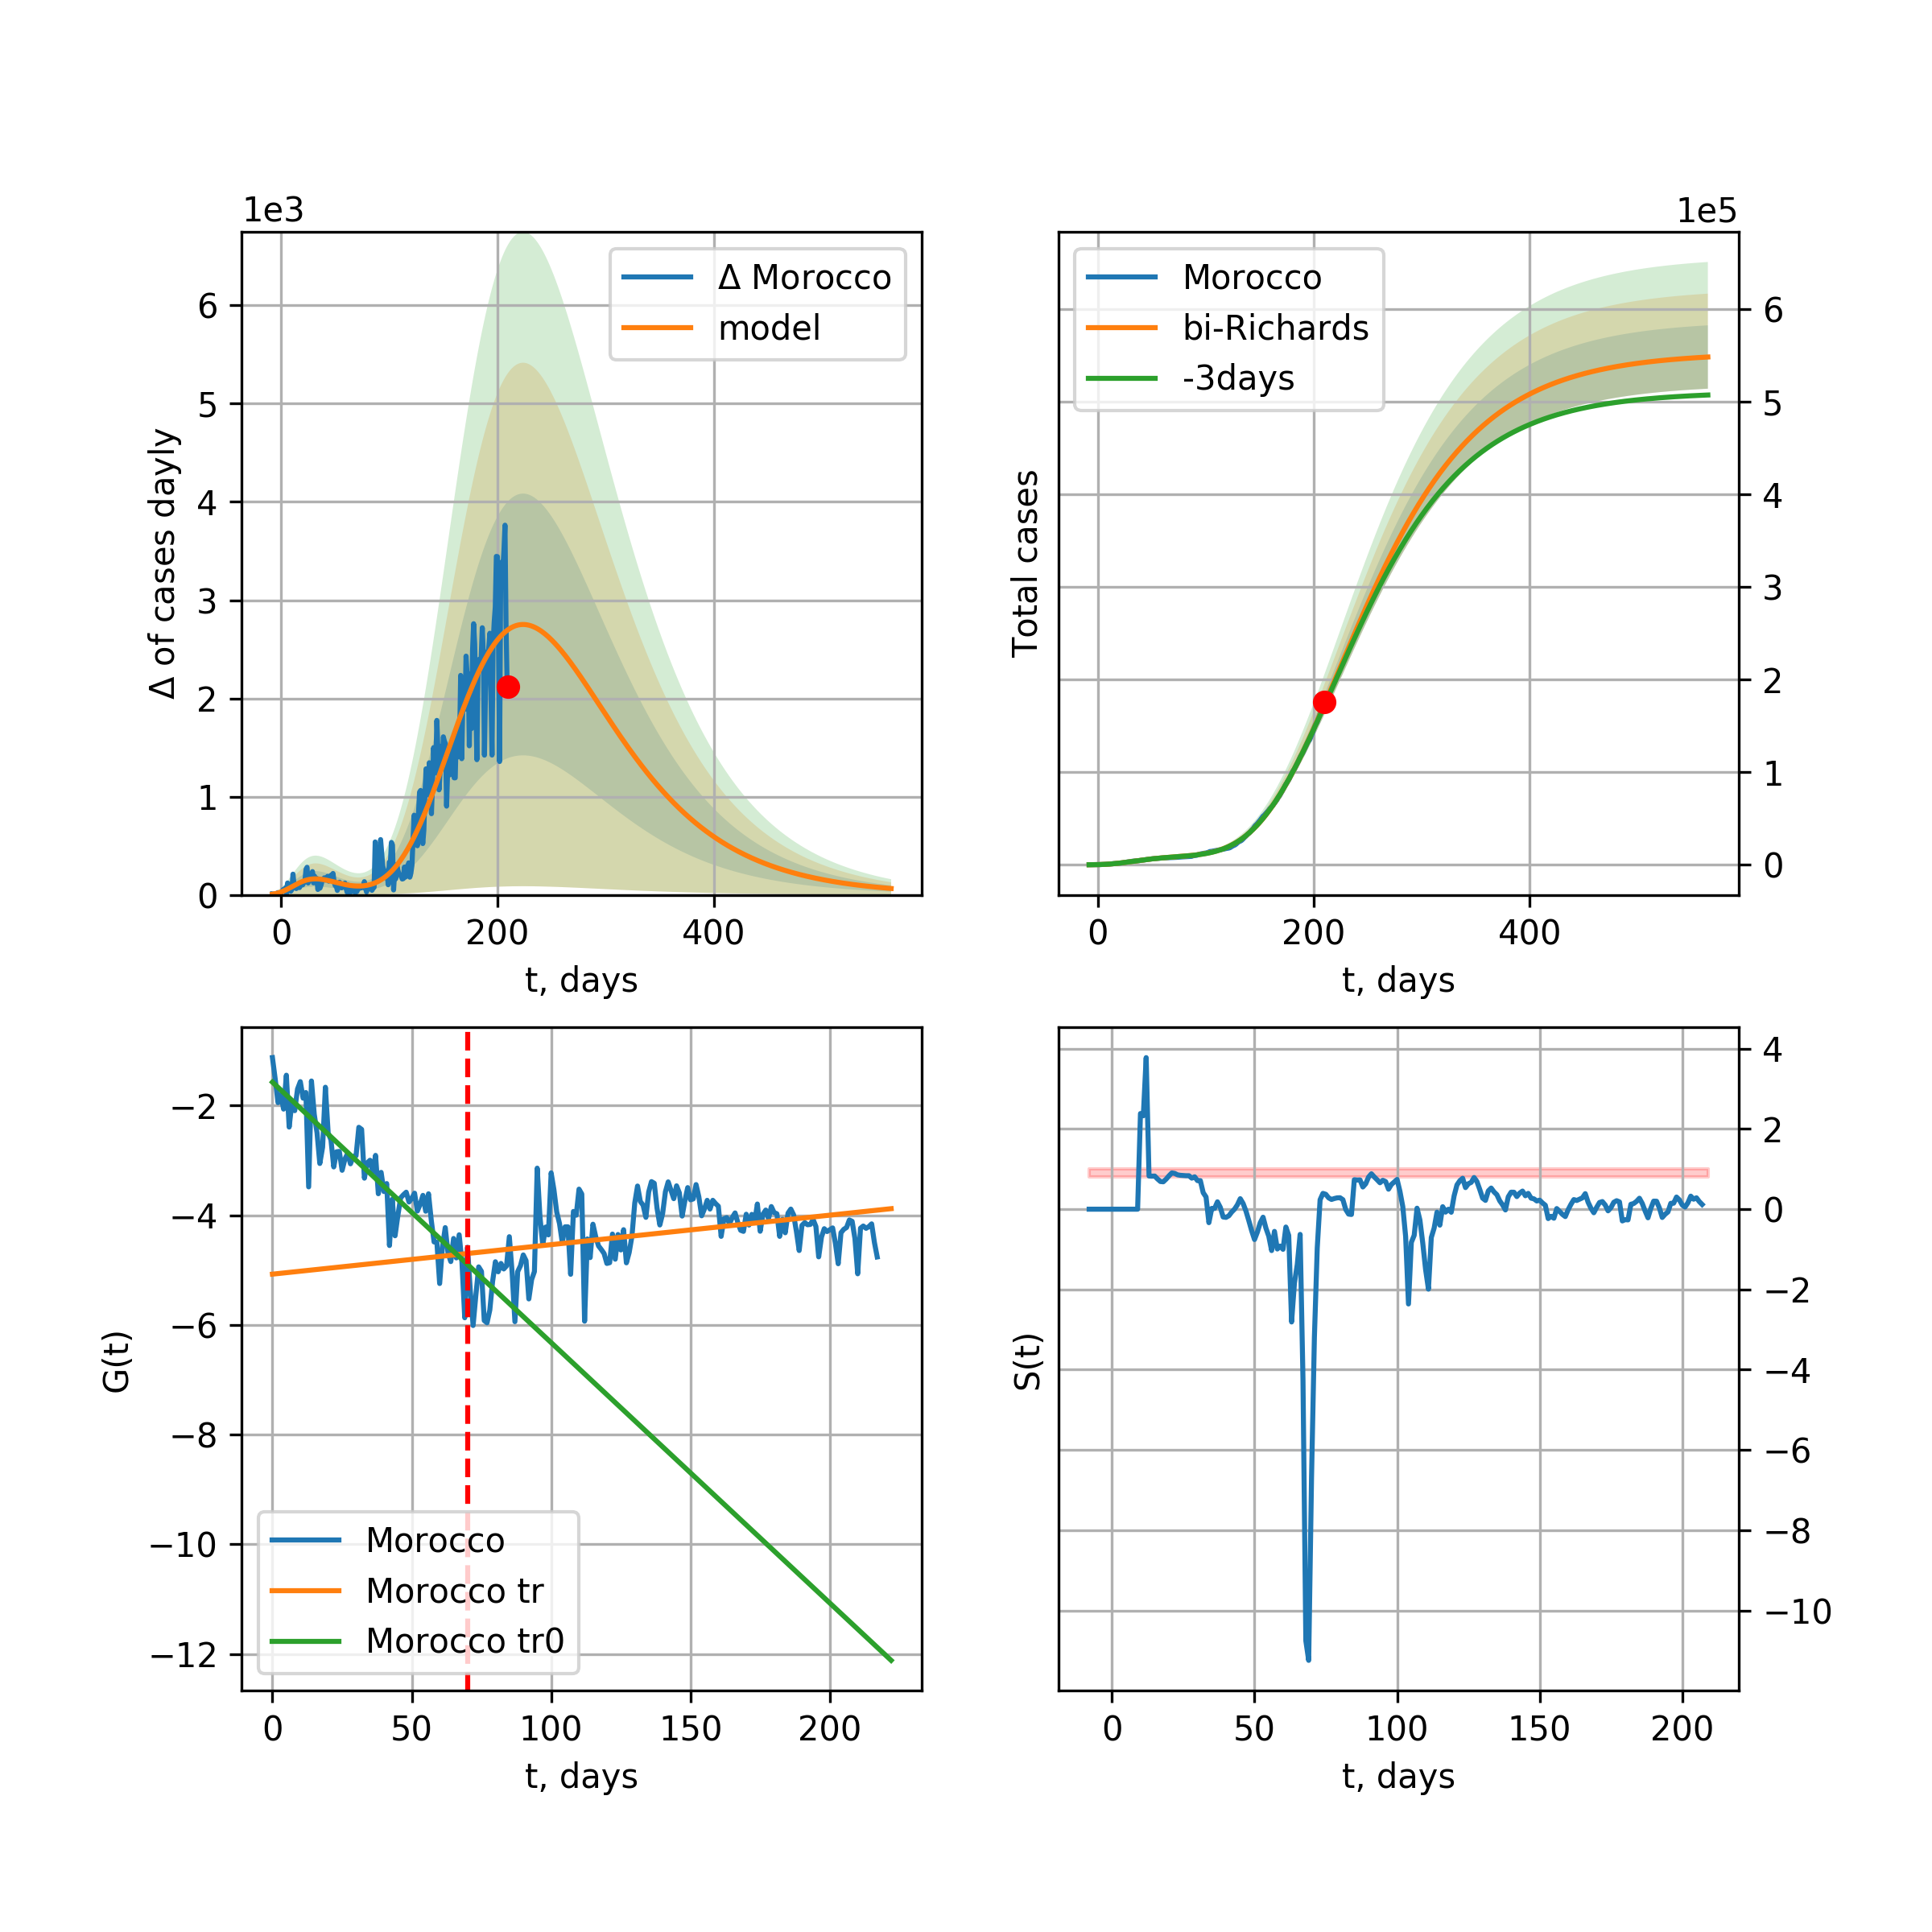 1e3
Δ of cases dayly
6
5
4
3
2
1
0
Δ Morocco
model
0 200 400
t, days
1e5
Total cases
Morocco
bi-Richards
-3days
6
5
4
3
2
1
0
0 200 400
t, days
G(t)
−2
−4
−6
−8
−10
−12
Morocco
Morocco tr
Morocco tr0
0 50 100 150 200
t, days
S(t)
4
2
0
−2
−4
−6
−8
−10
0 50 100 150 200
t, days